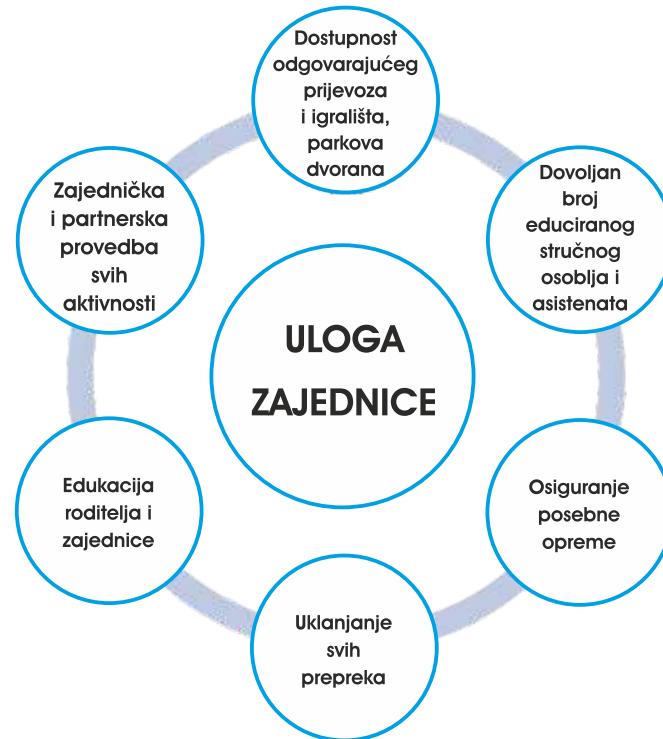 Dostupnost
odgovarajućeg
prijevoza
i igrališta,
parkova
dvorana
Dovoljan
broj
educiranog
stručnog
osoblja i
asistenata
Osiguranje
posebne
opreme
Uklanjanje
svih
prepreka
Edukacija
roditelja i
zajednice
Zajednička
i partnerska
provedba
svih
aktivnosti
ULOGA
ZAJEDNICE